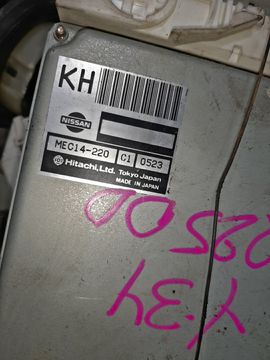 KH
NISSAN
MEC14-220 C1 0523
Hitachi, Ltd. Tokyo Japan
MADE IN JAPAN
Y34